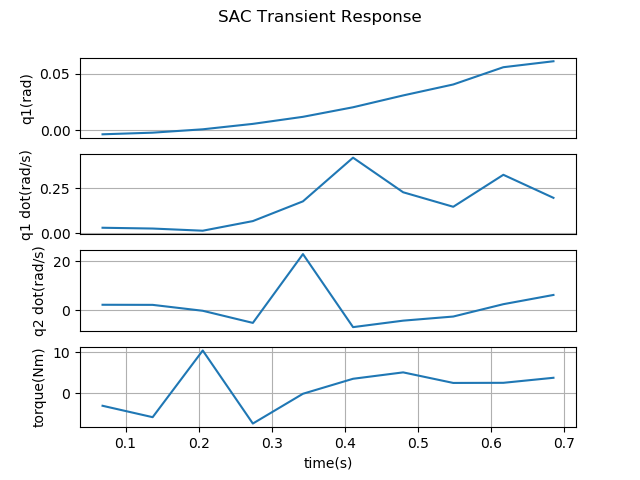 SAC Transient Response
0.05
0.00
q1(rad)
0.25
0.00
q1 dot(rad/s)
20
0
q2 dot(rad/s)
10
0
torque(Nm)
0.1 0.2 0.3 0.4 0.5 0.6 0.7
time(s)